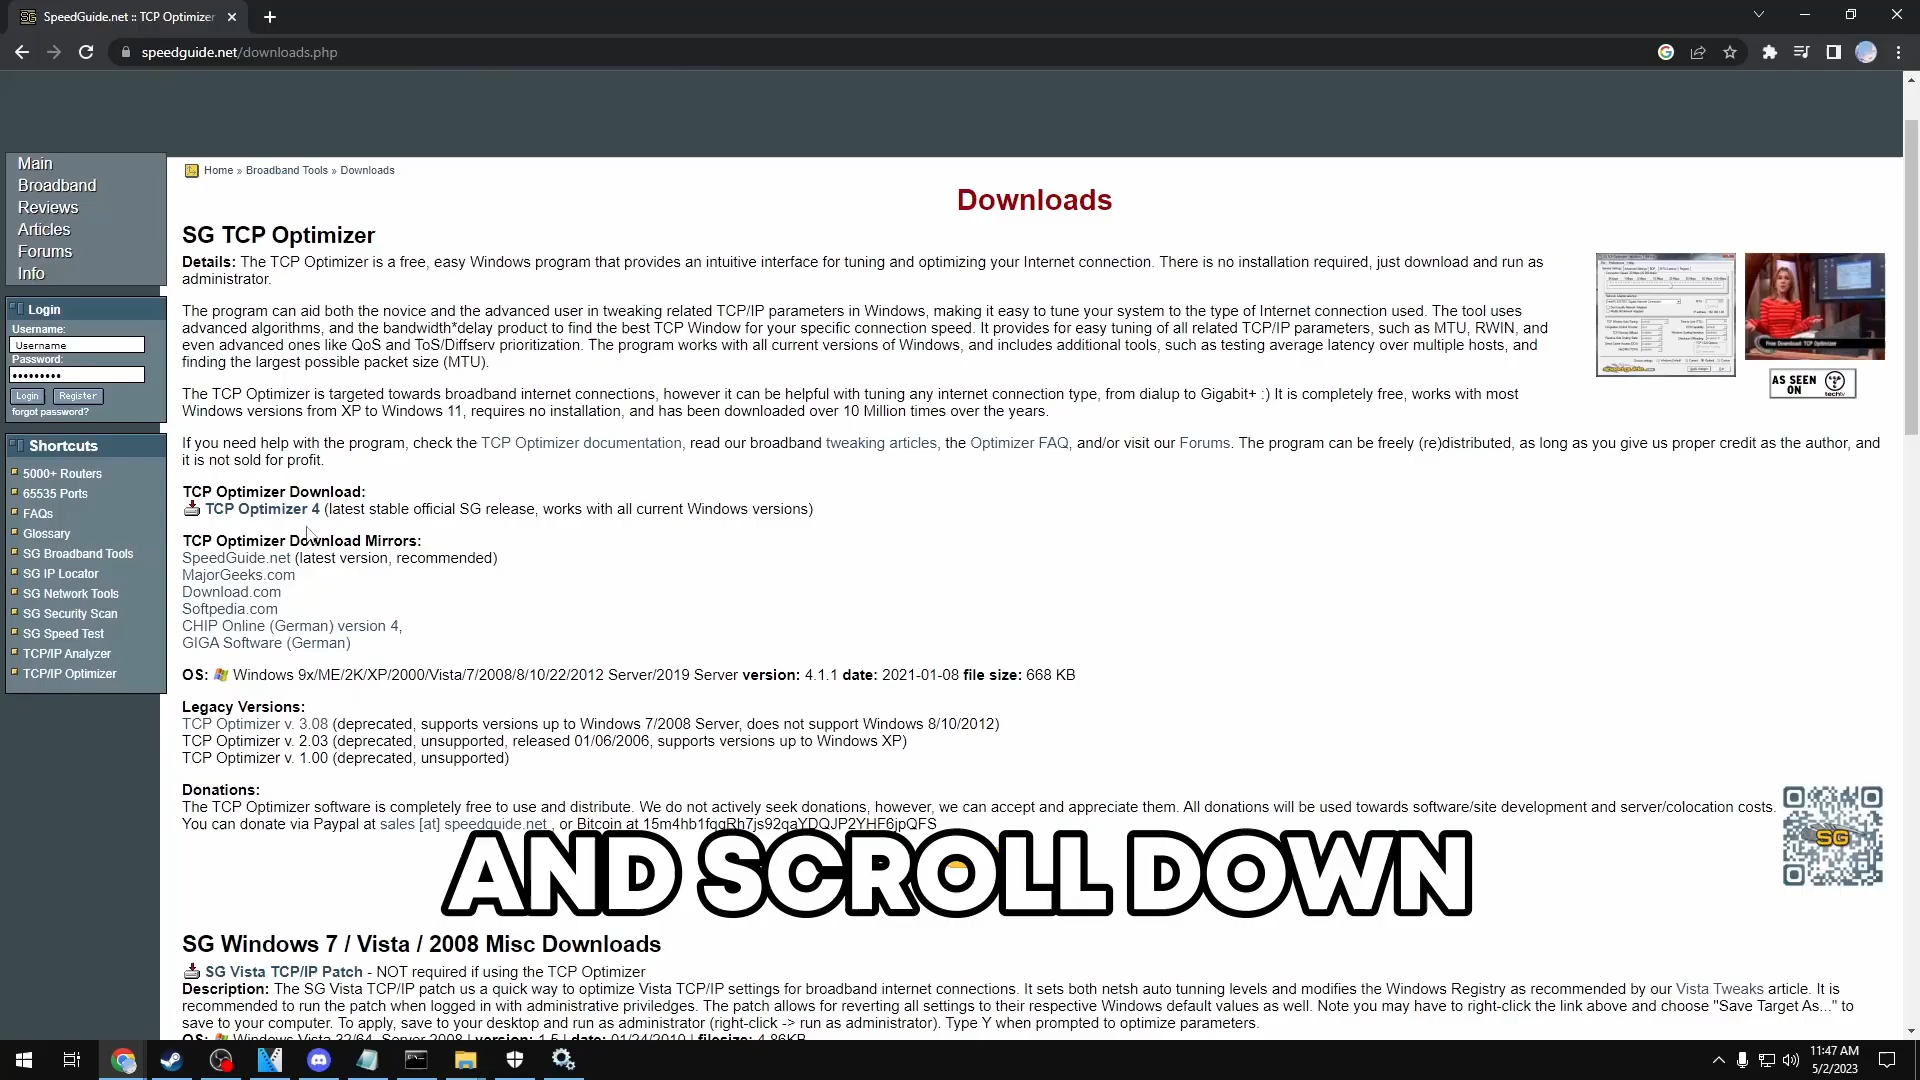 SpeedGuide.net :: TCP Optimizer
speedguide.net/downloads.php
Main
Broadband
Reviews
Articles
Forums
Info
Login
Username:
Username
Password:
Login
Register
forgot password?
Shortcuts
5000+ Routers
65535 Ports
FAQs
Glossary
SG Broadband Tools
SG IP Locator
SG Network Tools
SG Security Scan
SG Speed Test
TCP/IP Analyzer
TCP/IP Optimizer
Home » Broadband Tools » Downloads
Downloads
SG TCP Optimizer
Details: The TCP Optimizer is a free, easy Windows program that provides an intuitive interface for tuning and optimizing your Internet connection. There is no installation required, just download and run as
administrator.
The program can aid both the novice and the advanced user in tweaking related TCP/IP parameters in Windows, making it easy to tune your system to the type of Internet connection used. The tool uses
advanced algorithms, and the bandwidth*delay product to find the best TCP Window for your specific connection speed. It provides for easy tuning of all related TCP/IP parameters, such as MTU, RWIN, and
even advanced ones like QoS and ToS/Diffserv prioritization. The program works with all current versions of Windows, and includes additional tools, such as testing average latency over multiple hosts, and
finding the largest possible packet size (MTU).
The TCP Optimizer is targeted towards broadband internet connections, however it can be helpful with tuning any internet connection type, from dialup to Gigabit+ :) It is completely free, works with most
Windows versions from XP to Windows 11, requires no installation, and has been downloaded over 10 Million times over the years.
AS SEEN
ON
techtv
Free Download: TCP Optimizer
If you need help with the program, check the TCP Optimizer documentation, read our broadband tweaking articles, the Optimizer FAQ, and/or visit our Forums. The program can be freely (re)distributed, as long as you give us proper credit as the author, and
it is not sold for profit.
TCP Optimizer Download:
TCP Optimizer 4 (latest stable official SG release, works with all current Windows versions)
TCP Optimizer Download Mirrors:
SpeedGuide.net (latest version, recommended)
MajorGeeks.com
Download.com
Softpedia.com
CHIP Online (German) version 4,
GIGA Software (German)
OS: Windows 9x/ME/2K/XP/2000/Vista/7/2008/8/10/22/2012 Server/2019 Server version: 4.1.1 date: 2021-01-08 file size: 668 KB
Legacy Versions:
TCP Optimizer v. 3.08 (deprecated, supports versions up to Windows 7/2008 Server, does not support Windows 8/10/2012)
TCP Optimizer v. 2.03 (deprecated, unsupported, released 01/06/2006, supports versions up to Windows XP)
TCP Optimizer v. 1.00 (deprecated, unsupported)
Donations:
The TCP Optimizer software is completely free to use and distribute. We do not actively seek donations, however, we can accept and appreciate them. All donations will be used towards software/site development and server/colocation costs.
You can donate via Paypal at sales [at] speedguide.net , or Bitcoin at 15m4hb1fqgRh7js92qaYDQJP2YHF6jpQFS
SG
AND SCROLL DOWN
SG Windows 7 / Vista / 2008 Misc Downloads
SG Vista TCP/IP Patch - NOT required if using the TCP Optimizer
Description: The SG Vista TCP/IP patch us a quick way to optimize Vista TCP/IP settings for broadband internet connections. It sets both netsh auto tunning levels and modifies the Windows Registry as recommended by our Vista Tweaks article. It is
recommended to run the patch when logged in with administrative priviledges. The patch allows for reverting all settings to their respective Windows default values as well. Note you may have to right-click the link above and choose "Save Target As..." to
save to your computer. To apply, save to your desktop and run as administrator (right-click -> run as administrator). Type Y when prompted to optimize parameters.
OS: Windows Vista 32/64, Server 2008 | version: 1.5 | date: 01/24/2010 | filesize: 4.86KB
11:47 AM
5/2/2023